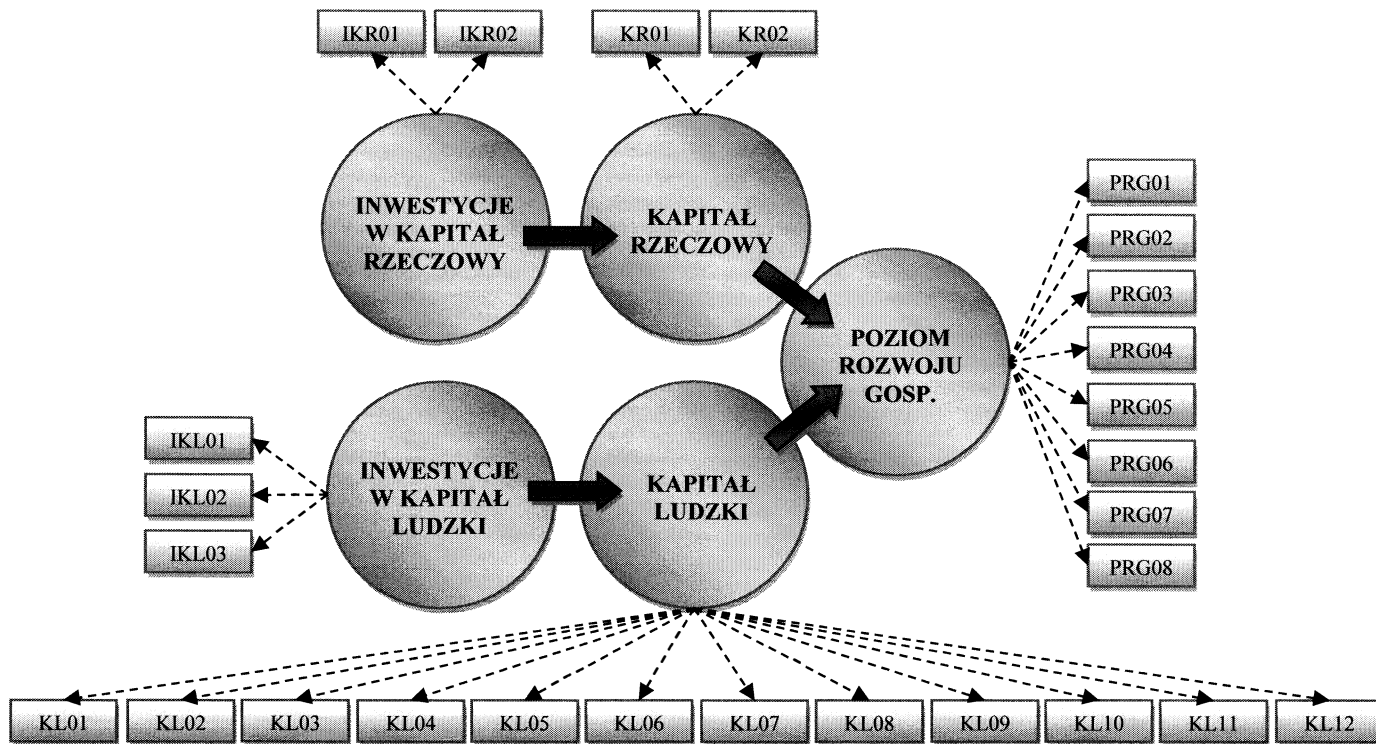 IKR01 IKR02 KR01 KR02
INWESTYCJE
W KAPITAŁ
RZECZOWY
KAPITAŁ
RZECZOWY
POZIOM
ROZWOJU
GOSP.
PRG01
PRG02
PRG03
PRG04
PRG05
PRG06
PRG07
PRG08
IKL01
IKL02
IKL03
INWESTYCJE
W KAPITAŁ
LUDZKI
KAPITAŁ
LUDZKI
KL01 KL02 KL03 KL04 KL05 KL06 KL07 KL08 KL09 KL10 KL11 KL12